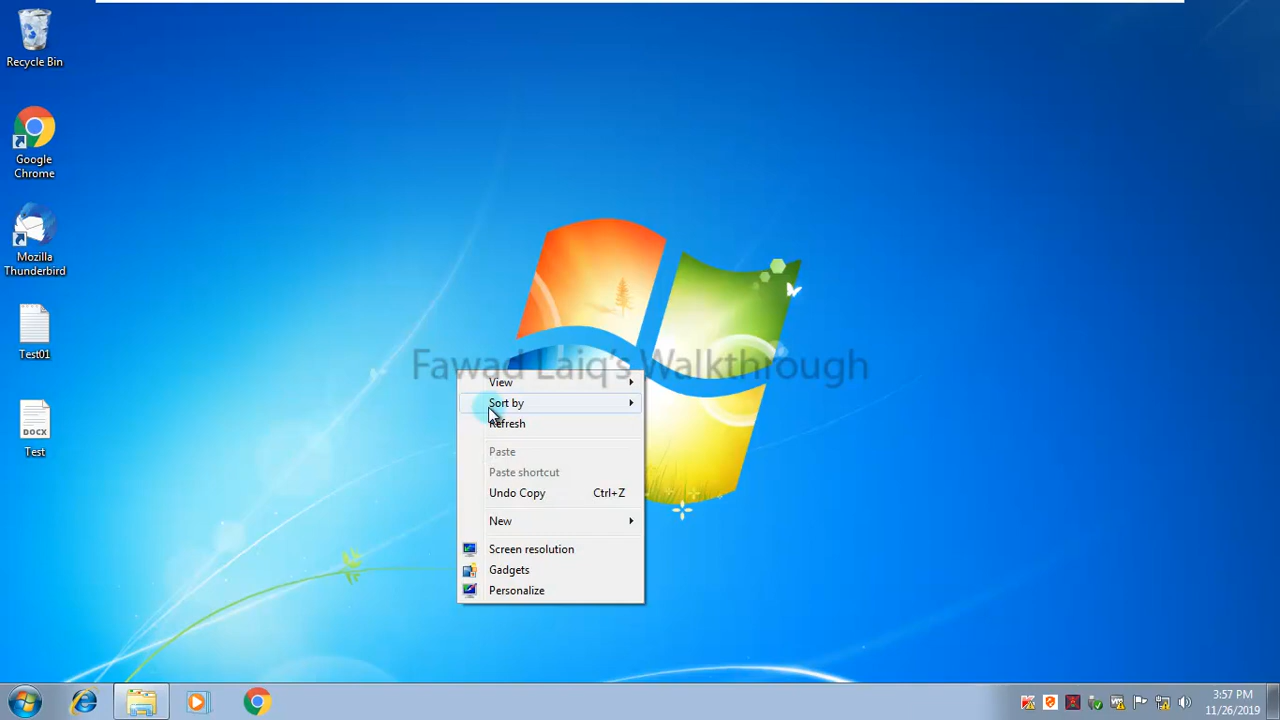 Recycle Bin
Google
Chrome
Mozilla
Thunderbird
Test01
DOCX
Test
Fawad Laiq's Walkthrough
View
Sort by
Refresh
Paste
Paste shortcut
Undo Copy Ctrl+Z
New
Screen resolution
Gadgets
Personalize
3:57 PM
11/26/2019